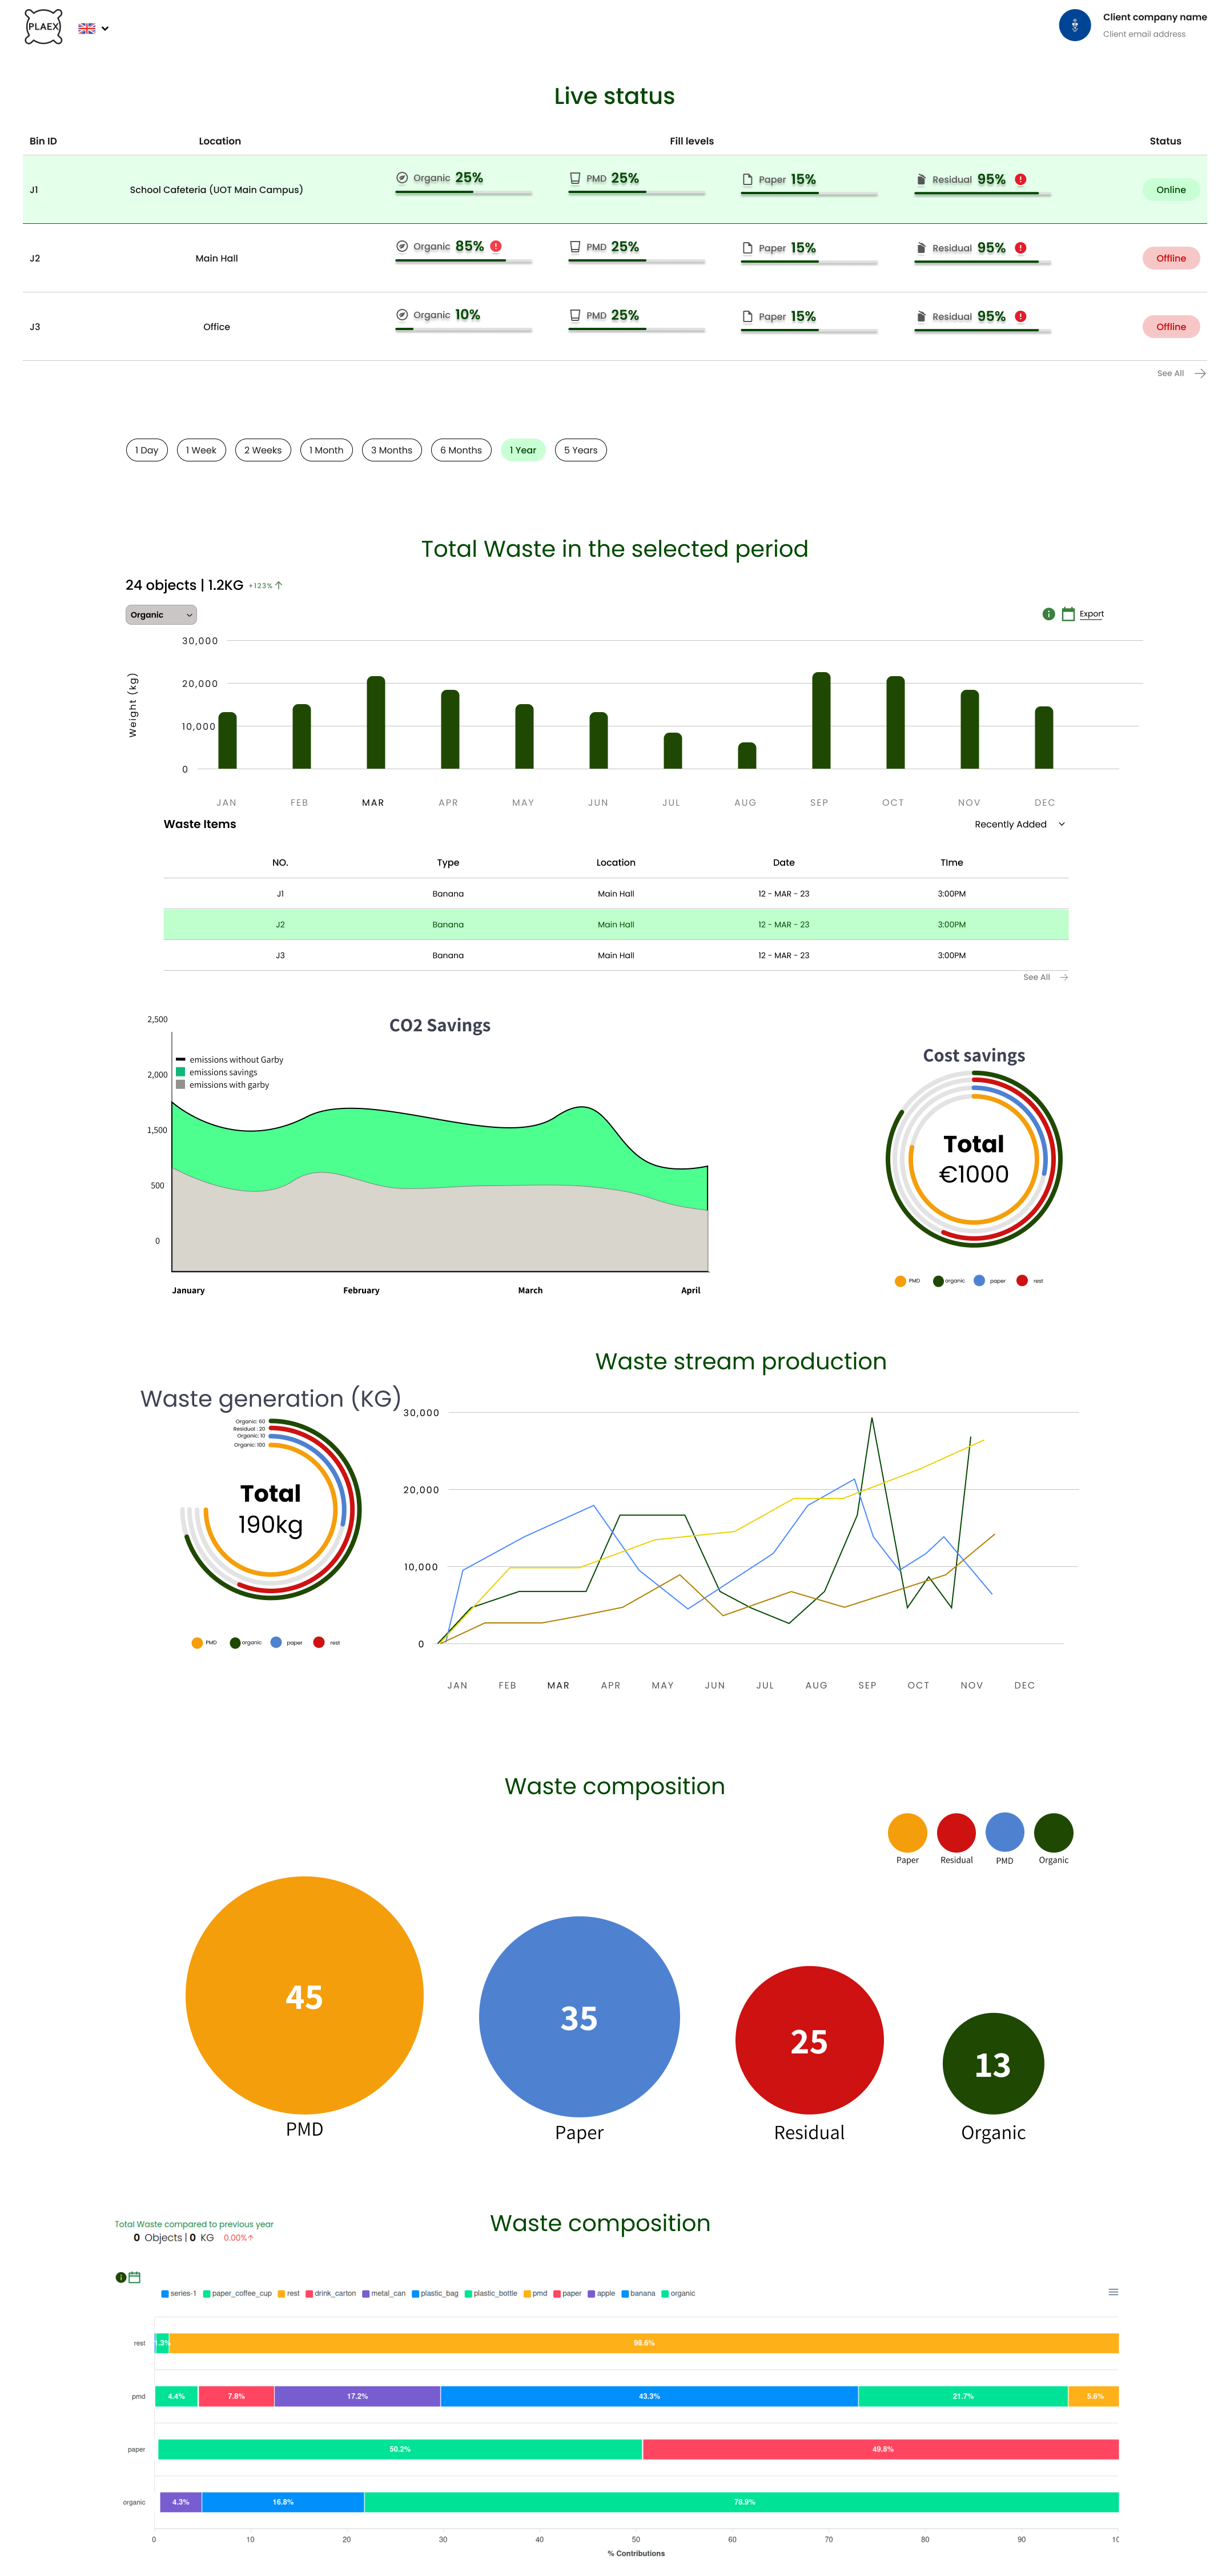 PLAEX
Client company name
Client email address
Live status
Bin ID Location Fill levels Status
J1 School Cafeteria (UOT Main Campus) Organic 25% PMD 25% Paper 15% Residual 95% Online
J2 Main Hall Organic 85% PMD 25% Paper 15% Residual 95% Offline
J3 Office Organic 10% PMD 25% Paper 15% Residual 95% Offline
See All
1 Day 1 Week 2 Weeks 1 Month 3 Months 6 Months 1 Year 5 Years
Total Waste in the selected period
24 objects | 1.2KG +123%
Organic
Export
Weight (kg)
30,000
20,000
10,000
0
JAN FEB MAR APR MAY JUN JUL AUG SEP OCT NOV DEC
Waste Items Recently Added
NO. Type Location Date TIme
J1 Banana Main Hall 12 - MAR - 23 3:00PM
J2 Banana Main Hall 12 - MAR - 23 3:00PM
J3 Banana Main Hall 12 - MAR - 23 3:00PM
See All
CO2 Savings
2,500
2,000
1,500
500
0
emissions without Garby
emissions savings
emissions with garby
January February March April
Cost savings
Total
€1000
PMD organic paper rest
Waste generation (KG)
Organic: 60
Residual : 20
Organic: 10
Organic: 100
Total
190kg
PMD organic paper rest
Waste stream production
30,000
20,000
10,000
0
JAN FEB MAR APR MAY JUN JUL AUG SEP OCT NOV DEC
Waste composition
Paper Residual PMD Organic
45
35
25
13
PMD
Paper
Residual
Organic
Total Waste compared to previous year
0 Objects | 0 KG 0.00%
Waste composition
series-1 paper_coffee_cup rest drink_carton metal_can plastic_bag plastic_bottle pmd paper apple banana organic
rest 1.3% 98.6%
pmd 4.4% 7.8% 17.2% 43.3% 21.7% 5.6%
paper 50.2% 49.8%
organic 4.3% 16.8% 78.9%
0 10 20 30 40 50 60 70 80 90 10
% Contributions